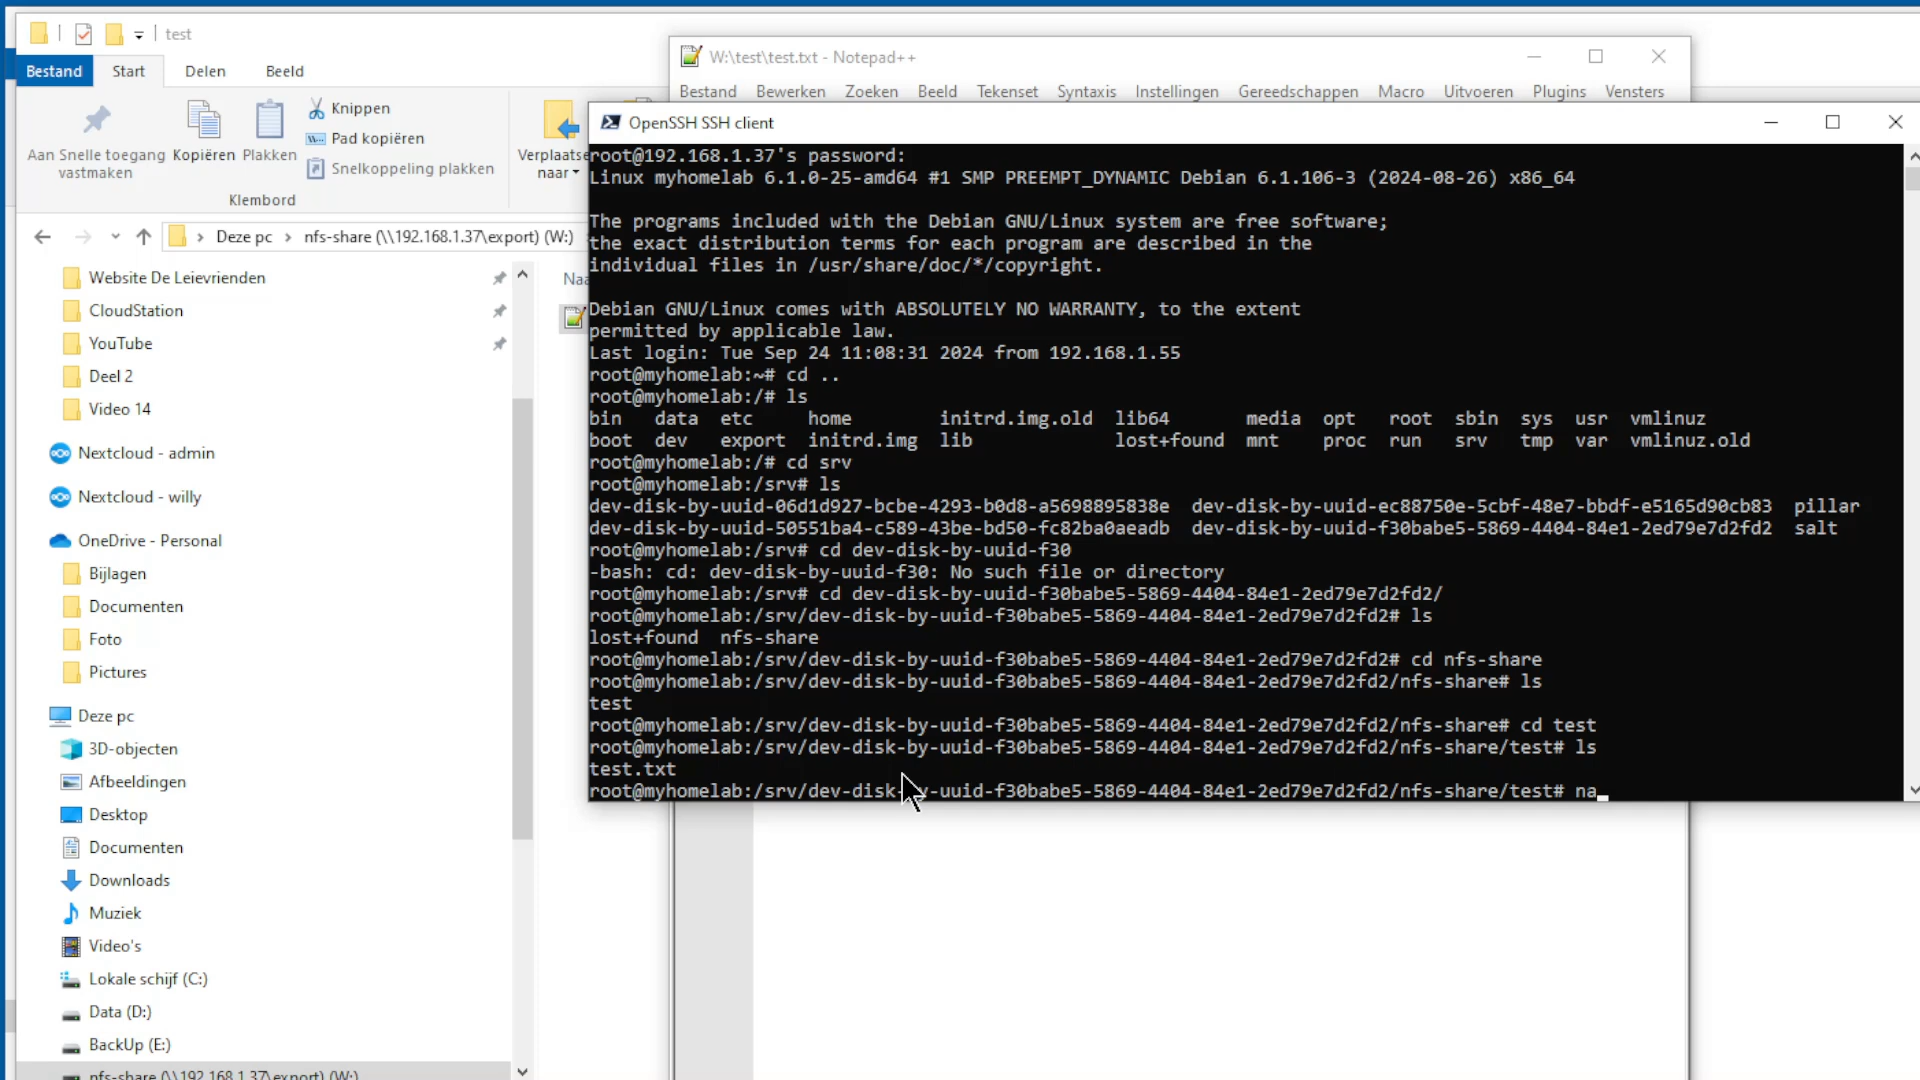 test
Bestand
Start
Delen
Beeld
Aan Snelle toegang
vastmaken
Kopiëren
Plakken
Knippen
Pad kopiëren
Snelkoppeling plakken
naar
Klembord
Deze pc > nfs-share (\\192.168.1.37\export) (W:)
Website De Leievrienden
CloudStation
YouTube
Deel 2
Video 14
Nextcloud - admin
Nextcloud - willy
OneDrive - Personal
Bijlagen
Documenten
Foto
Pictures
Deze pc
3D-objecten
Afbeeldingen
Desktop
Documenten
Downloads
Muziek
Video's
Lokale schijf (C:)
Data (D:)
BackUp (E:)
nfs-share (\\192.168.1.37\export) (W:)
W:\test\test.txt - Notepad++
Bestand Bewerken Zoeken Beeld Tekenset Syntaxis Instellingen Gereedschappen Macro Uitvoeren Plugins Vensters
OpenSSH SSH client
root@192.168.1.37's password:
Linux myhomelab 6.1.0-25-amd64 #1 SMP PREEMPT_DYNAMIC Debian 6.1.106-3 (2024-08-26) x86_64
The programs included with the Debian GNU/Linux system are free software;
the exact distribution terms for each program are described in the
individual files in /usr/share/doc/*/copyright.
Debian GNU/Linux comes with ABSOLUTELY NO WARRANTY, to the extent
permitted by applicable law.
Last login: Tue Sep 24 11:08:31 2024 from 192.168.1.55
root@myhomelab:~# cd ..
root@myhomelab:/# ls
bin data etc home initrd.img.old lib64 media opt root sbin sys usr vmlinuz
boot dev export initrd.img lib lost+found mnt proc run srv tmp var vmlinuz.old
root@myhomelab:/# cd srv
root@myhomelab:/srv# ls
dev-disk-by-uuid-06d1d927-bcbe-4293-b0d8-a5698895838e dev-disk-by-uuid-ec88750e-5cbf-48e7-bbdf-e5165d90cb83 pillar
dev-disk-by-uuid-50551ba4-c589-43be-bd50-fc82ba0aeadb dev-disk-by-uuid-f30babe5-5869-4404-84e1-2ed79e7d2fd2 salt
root@myhomelab:/srv# cd dev-disk-by-uuid-f30
-bash: cd: dev-disk-by-uuid-f30: No such file or directory
root@myhomelab:/srv# cd dev-disk-by-uuid-f30babe5-5869-4404-84e1-2ed79e7d2fd2/
root@myhomelab:/srv/dev-disk-by-uuid-f30babe5-5869-4404-84e1-2ed79e7d2fd2# ls
lost+found nfs-share
root@myhomelab:/srv/dev-disk-by-uuid-f30babe5-5869-4404-84e1-2ed79e7d2fd2# cd nfs-share
root@myhomelab:/srv/dev-disk-by-uuid-f30babe5-5869-4404-84e1-2ed79e7d2fd2/nfs-share# ls
test
root@myhomelab:/srv/dev-disk-by-uuid-f30babe5-5869-4404-84e1-2ed79e7d2fd2/nfs-share# cd test
root@myhomelab:/srv/dev-disk-by-uuid-f30babe5-5869-4404-84e1-2ed79e7d2fd2/nfs-share/test# ls
test.txt
root@myhomelab:/srv/dev-disk-by-uuid-f30babe5-5869-4404-84e1-2ed79e7d2fd2/nfs-share/test# na